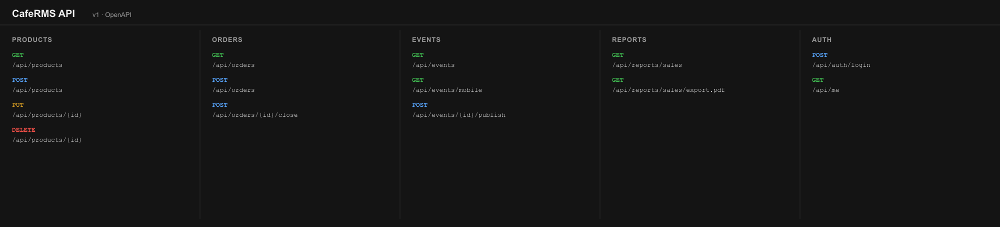 CafeRMS API
v1 · OpenAPI
PRODUCTS
GET
/api/products
POST
/api/products
PUT
/api/products/{id}
DELETE
/api/products/{id}
ORDERS
GET
/api/orders
POST
/api/orders
POST
/api/orders/{id}/close
EVENTS
GET
/api/events
GET
/api/events/mobile
POST
/api/events/{id}/publish
REPORTS
GET
/api/reports/sales
GET
/api/reports/sales/export.pdf
AUTH
POST
/api/auth/login
GET
/api/me